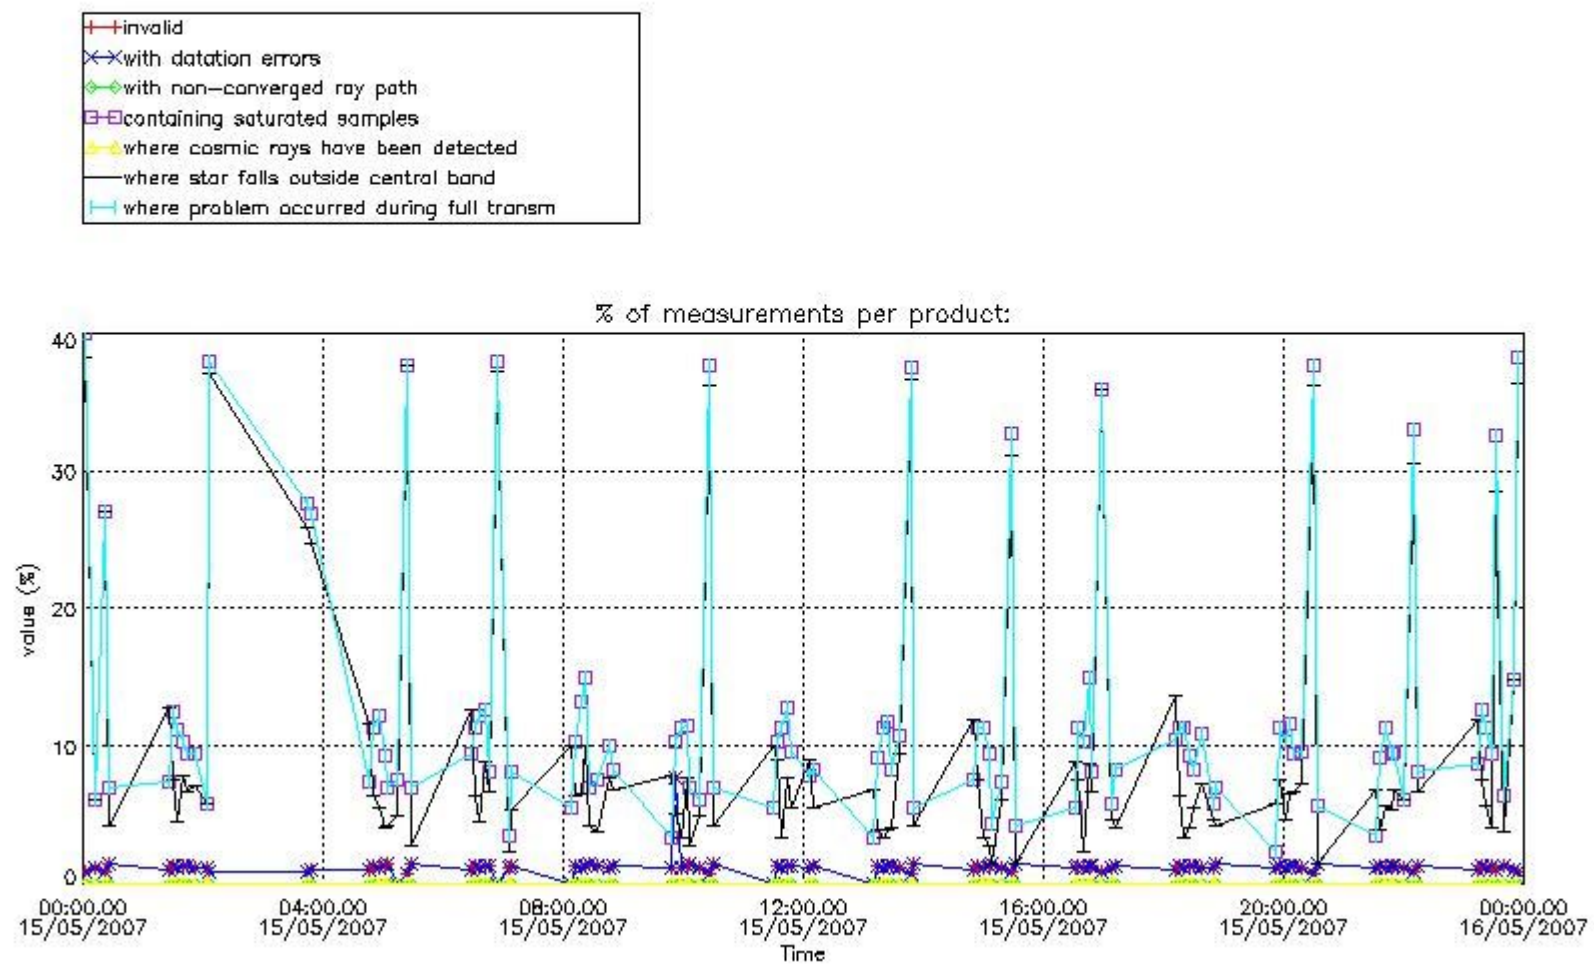 invalid
with datation errors
with non-converged ray path
containing saturated samples
where cosmic rays have been detected
where star falls outside central band
where problem occurred during full transm
% of measurements per product:
40
30
20
10
0
value (%)
00:00:00 04:00:00 08:00:00 12:00:00 16:00:00 20:00:00 00:00:00
15/05/2007 15/05/2007 15/05/2007 15/05/2007 15/05/2007 15/05/2007 16/05/2007
Time